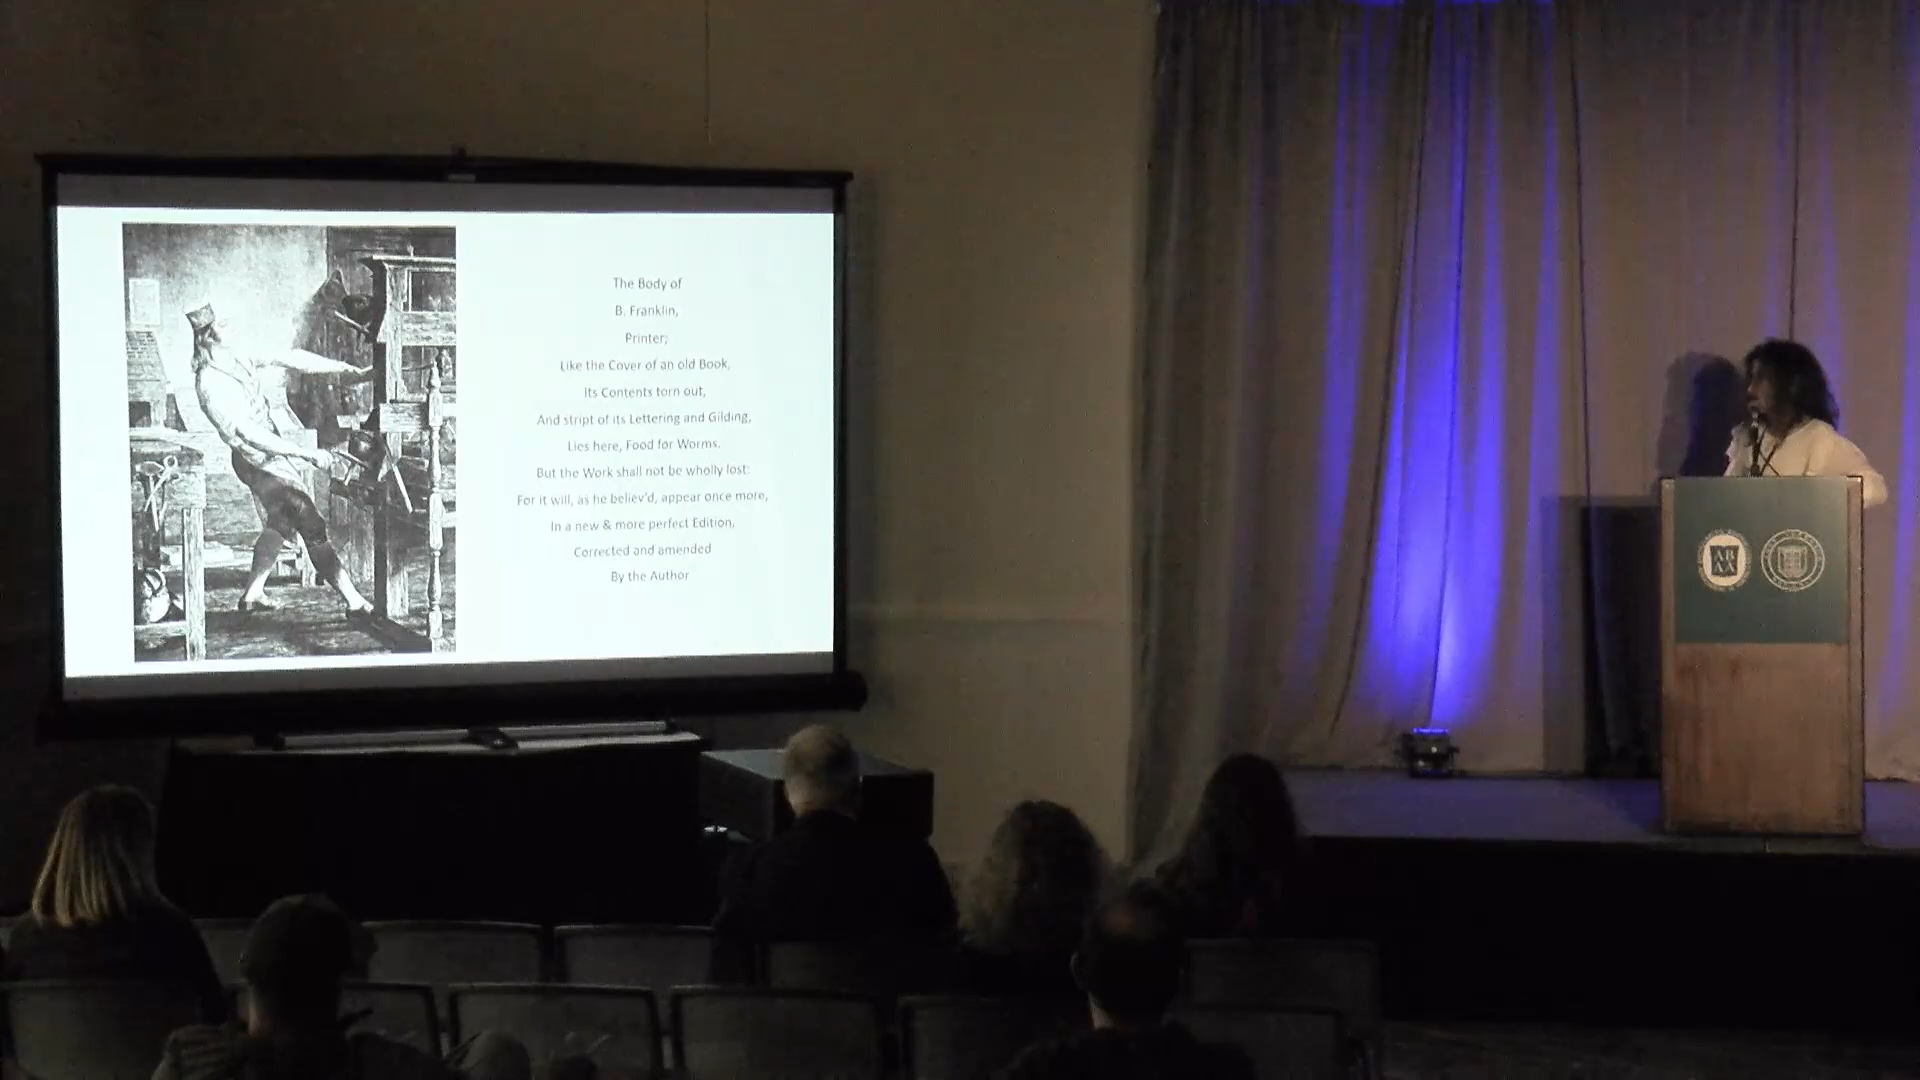 The Body of
B. Franklin,
Printer;
Like the Cover of an old Book,
Its Contents torn out,
And stript of its Lettering and Gilding,
Lies here, Food for Worms.
But the Work shall not be wholly lost:
For it will, as he believ'd, appear once more,
In a new & more perfect Edition,
Corrected and amended
By the Author
AB
AA